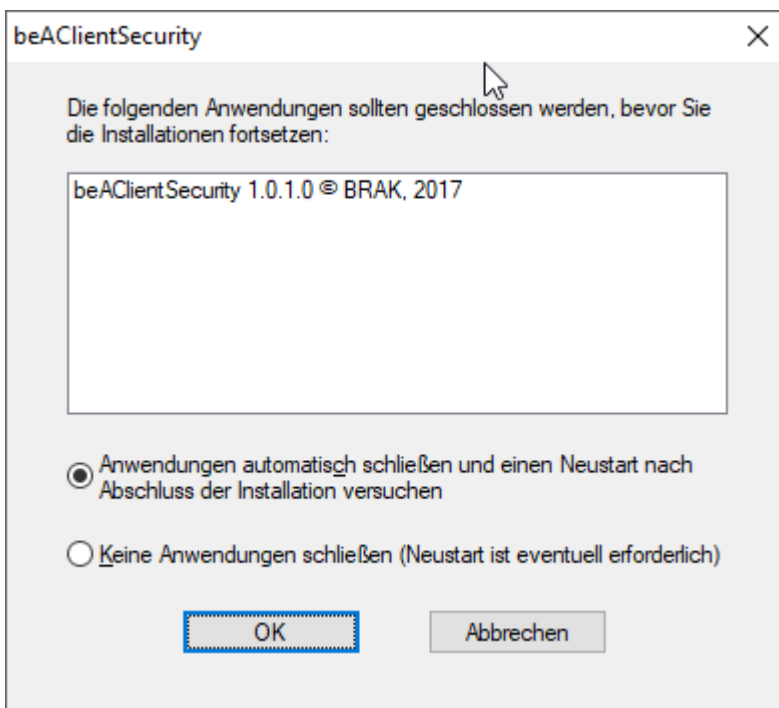 beAClientSecurity
Die folgenden Anwendungen sollten geschlossen werden, bevor Sie
die Installationen fortsetzen:
beAClientSecurity 1.0.1.0 © BRAK, 2017
Anwendungen automatisch schließen und einen Neustart nach
Abschluss der Installation versuchen
Keine Anwendungen schließen (Neustart ist eventuell erforderlich)
OK
Abbrechen